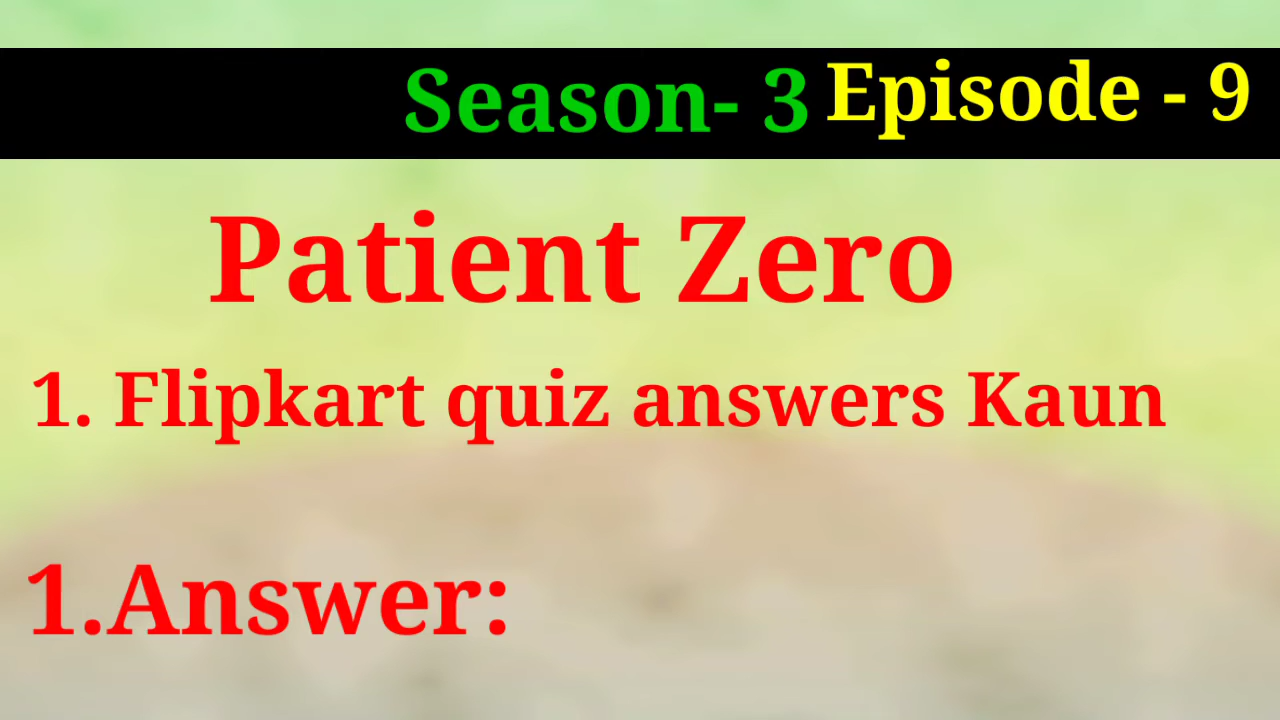 Season- 3 Episode - 9
Patient Zero
1. Flipkart quiz answers Kaun
1.Answer: